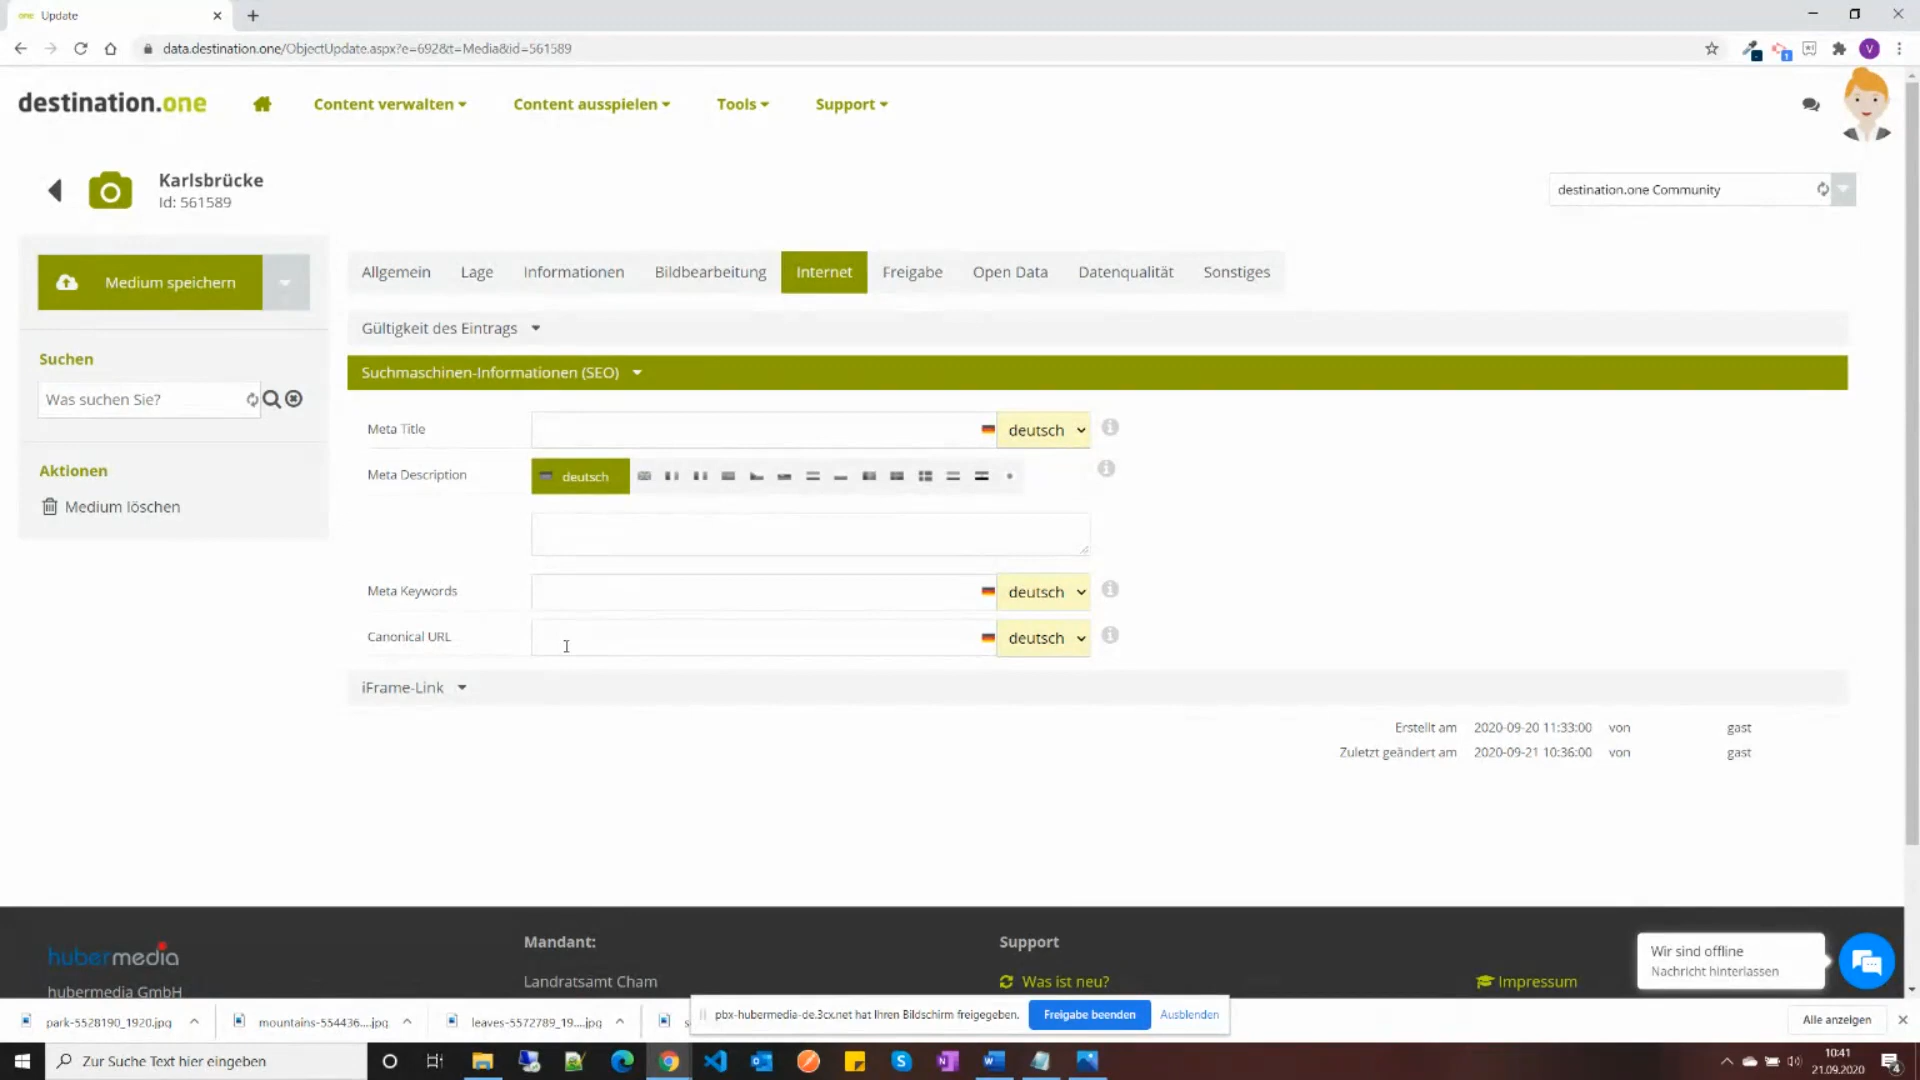 one Update
data.destination.one/ObjectUpdate.aspx?e=692&t=Media&id=561589
V
destination.one
Content verwalten
Content ausspielen
Tools
Support
Karlsbrücke
Id: 561589
destination.one Community
Medium speichern
Allgemein
Lage
Informationen
Bildbearbeitung
Internet
Freigabe
Open Data
Datenqualität
Sonstiges
Gültigkeit des Eintrags
Suchen
Suchmaschinen-Informationen (SEO)
Was suchen Sie?
Meta Title
deutsch
Aktionen
Meta Description
deutsch
Medium löschen
Meta Keywords
deutsch
Canonical URL
deutsch
iFrame-Link
Erstellt am 2020-09-20 11:33:00 von gast
Zuletzt geändert am 2020-09-21 10:36:00 von gast
hubermedia
hubermedia GmbH
Mandant:
Landratsamt Cham
Support
Was ist neu?
Impressum
Wir sind offline
Nachricht hinterlassen
park-5528190_1920.jpg
mountains-554436....jpg
leaves-5572789_19....jpg
pbx-hubermedia-de.3cx.net hat Ihren Bildschirm freigegeben.
Freigabe beenden
Ausblenden
Alle anzeigen
Zur Suche Text hier eingeben
10:41
21.09.2020
4